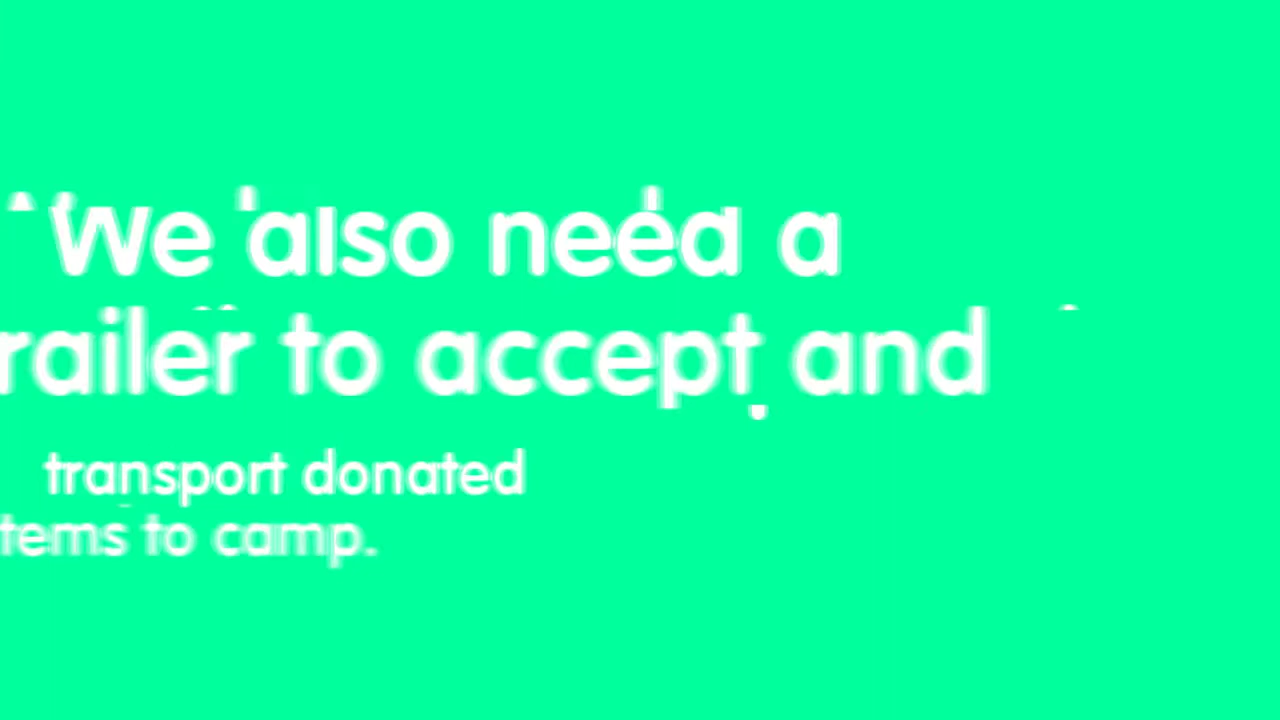 We also need a
railer to accept and
transport donated
tems to camp.